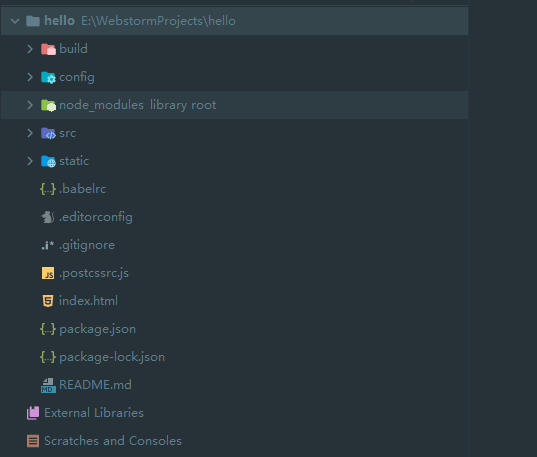 hello E:\WebstormProjects\hello
build
config
node_modules library root
src
static
.babelrc
.editorconfig
.gitignore
.postcssrc.js
index.html
package.json
package-lock.json
README.md
External Libraries
Scratches and Consoles